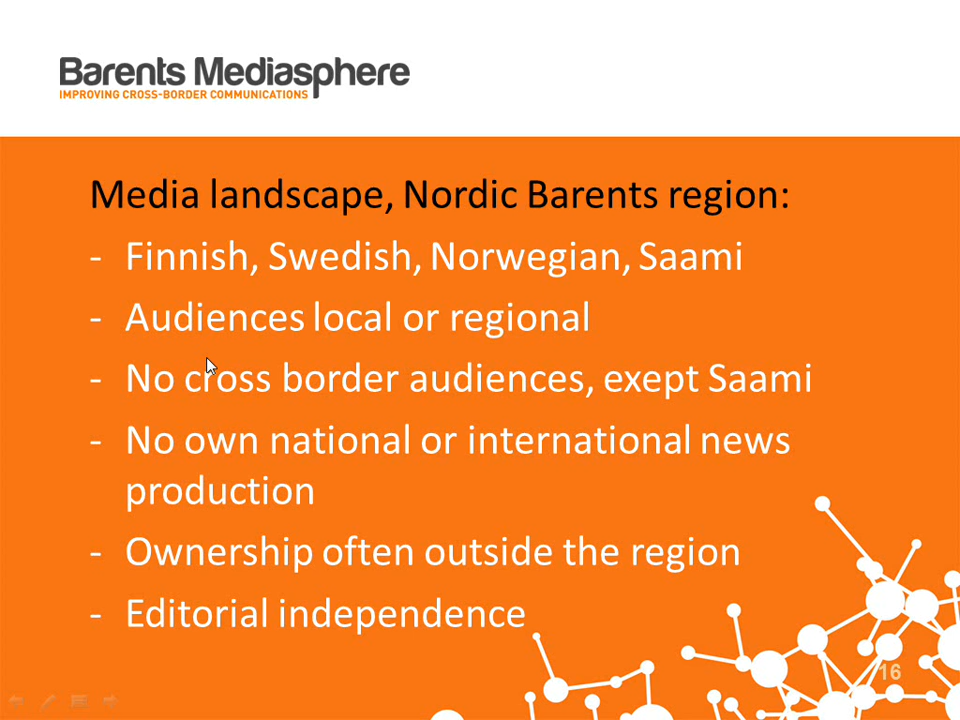 Barents Mediasphere
IMPROVING CROSS-BORDER COMMUNICATIONS
Media landscape, Nordic Barents region:
- Finnish, Swedish, Norwegian, Saami
- Audiences local or regional
- No cross border audiences, exept Saami
- No own national or international news
production
- Ownership often outside the region
- Editorial independence
16